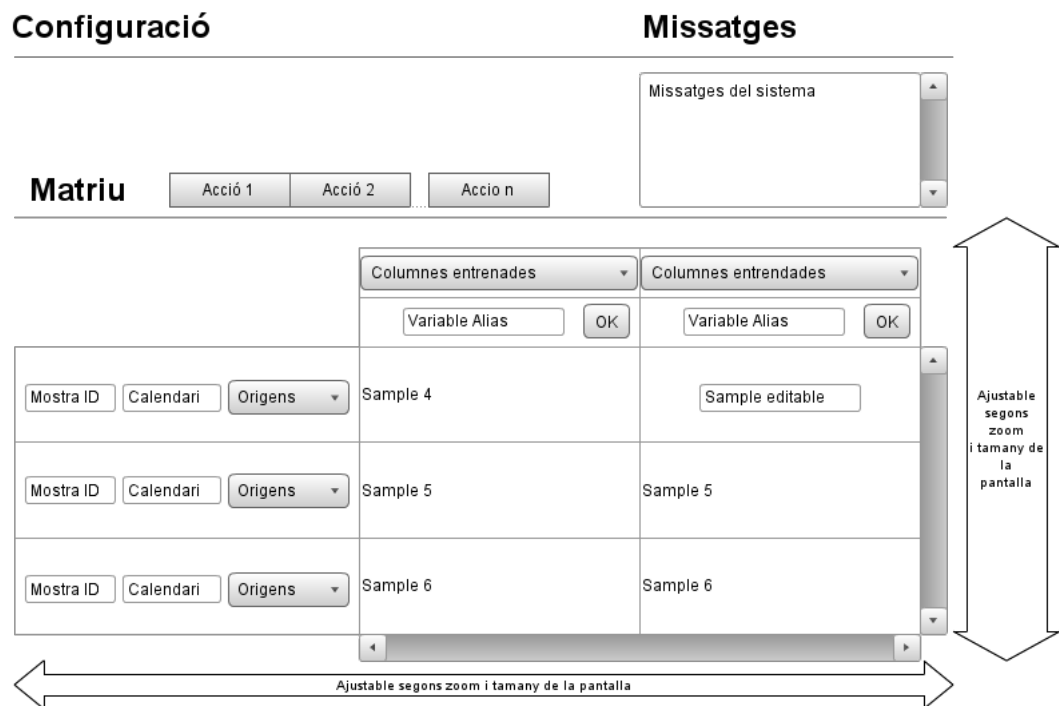 Configuració
Missatges
Missatges del sistema
Matriu
Acció 1
Acció 2
Accio n
Columnes entrenades
Columnes entrendades
Variable Alias
OK
Variable Alias
OK
Mostra ID
Calendari
Origens
Sample 4
Sample editable
Mostra ID
Calendari
Origens
Sample 5
Sample 5
Mostra ID
Calendari
Origens
Sample 6
Sample 6
Ajustable
segons
zoom
i tamany de
la
pantalla
Ajustable segons zoom i tamany de la pantalla